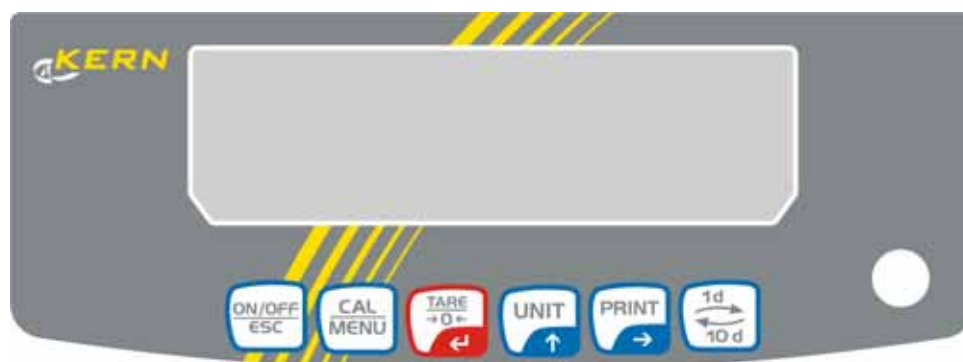 KERN
ON/OFF
ESC
CAL
MENU
TARE
→0←
UNIT
PRINT
1d
10 d